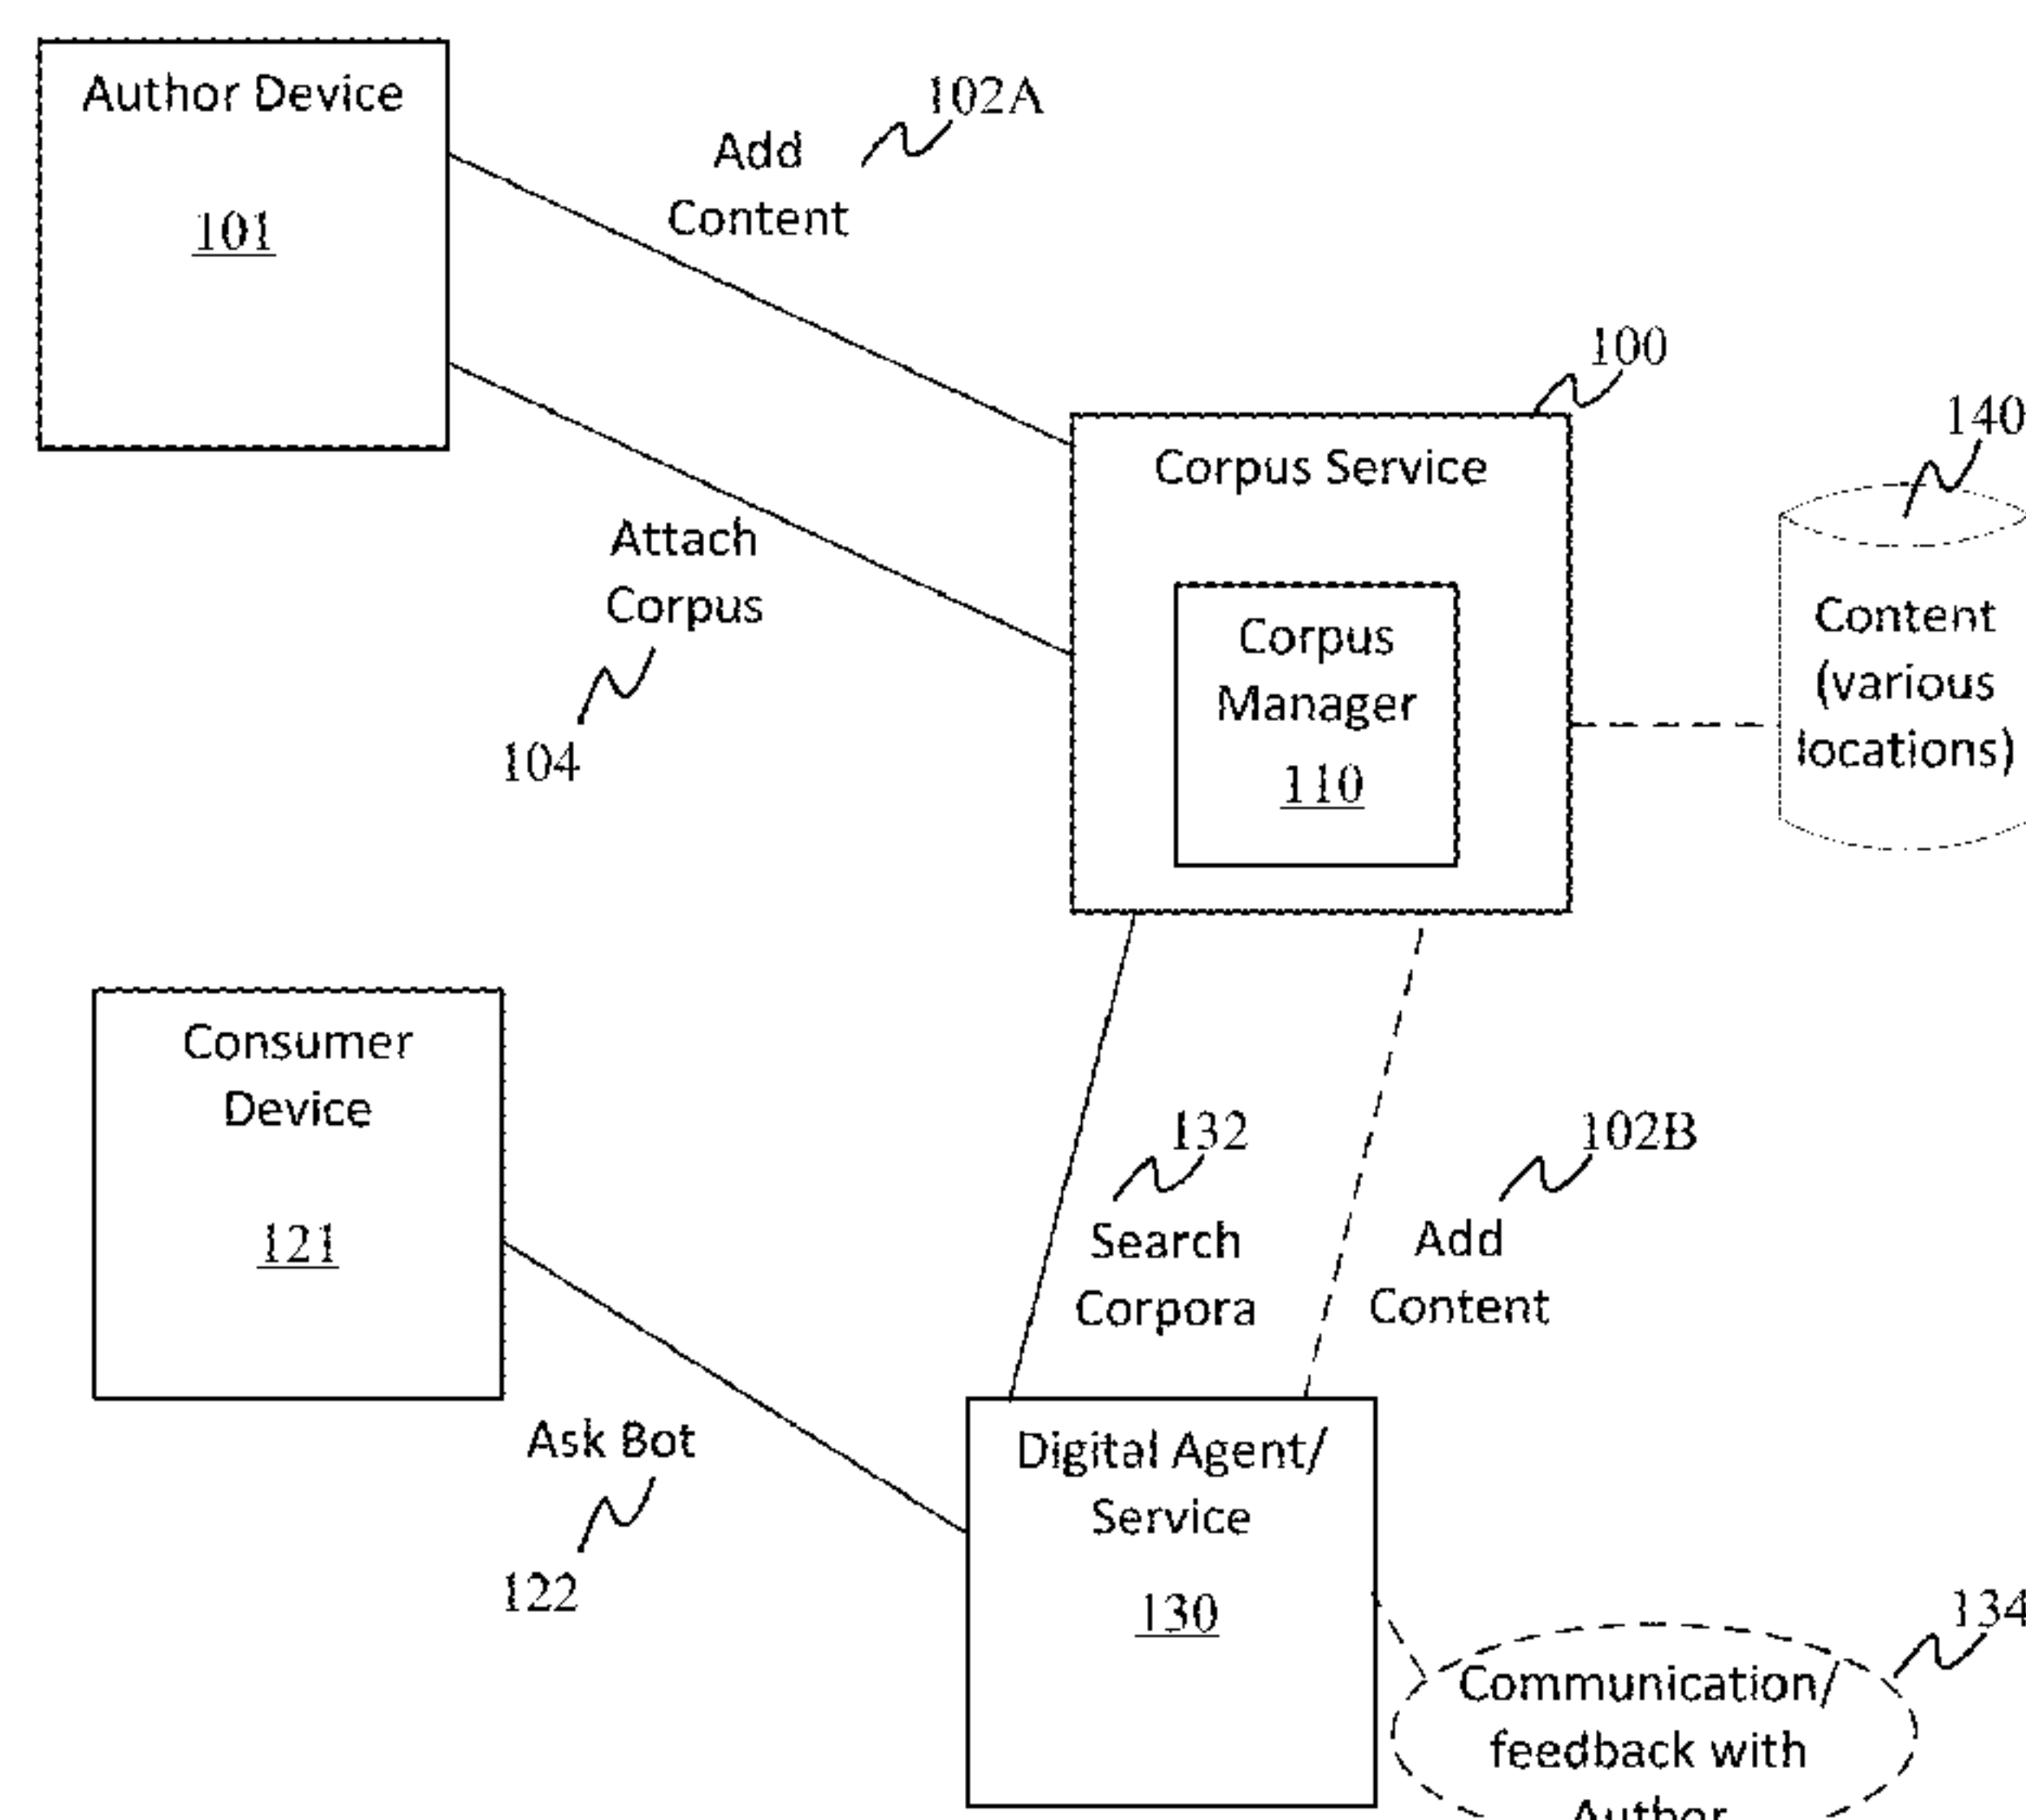 Author Device
101
102A
Add
Content
100
140
Corpus Service
Attach
Corpus
104
Corpus
Manager
110
Content
(various
locations)
Consumer
Device
121
132
102B
Search
Corpora
Add
Content
Ask Bot
122
Digital Agent/
Service
130
134
Communication/
feedback with
Author